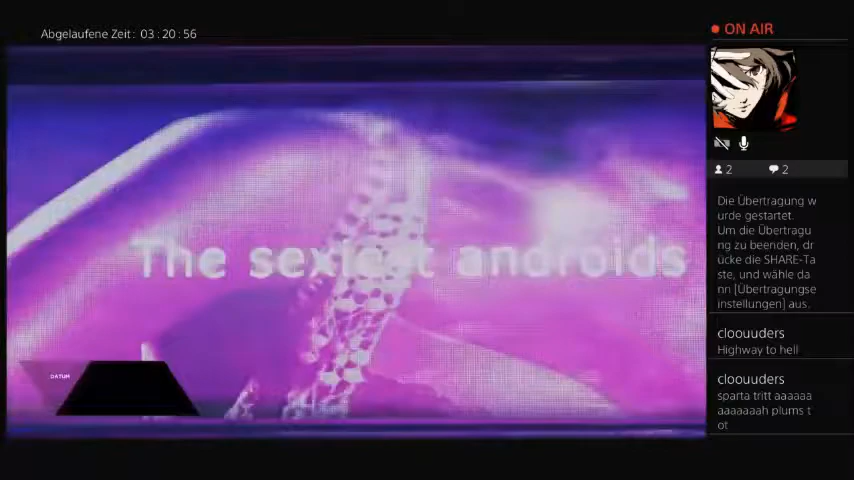 Abgelaufene Zeit: 03:20:56
ON AIR
2
2
The sexiest androids
DATUM
Die Übertragung w
urde gestartet.
Um die Übertragu
ng zu beenden, dr
ücke die SHARE-Ta
ste, und wähle da
nn [Übertragungse
instellungen] aus.
cloouuders
Highway to hell
cloouuders
sparta tritt aaaaaa
aaaaaaah plums t
ot